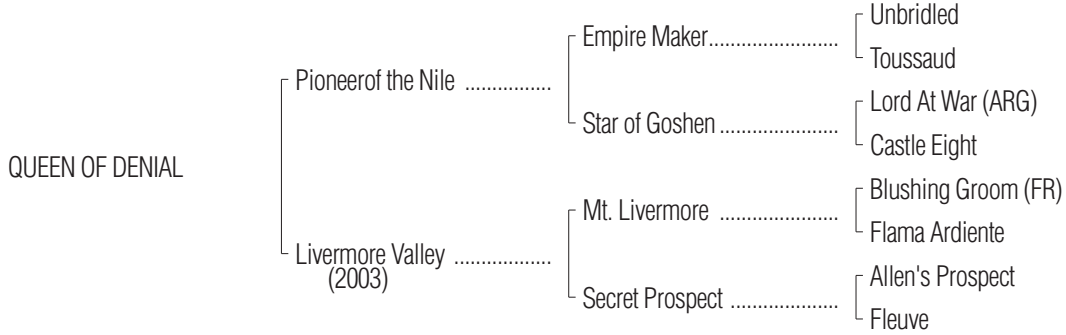 Unbridled
Empire Maker............................
Toussaud
Pioneerof the Nile ................
Lord At War (ARG)
Star of Goshen .........................
Castle Eight
QUEEN OF DENIAL
Blushing Groom (FR)
Mt. Livermore .........................
Flama Ardiente
Livermore Valley ..................
(2003)
Allen's Prospect
Secret Prospect .......................
Fleuve